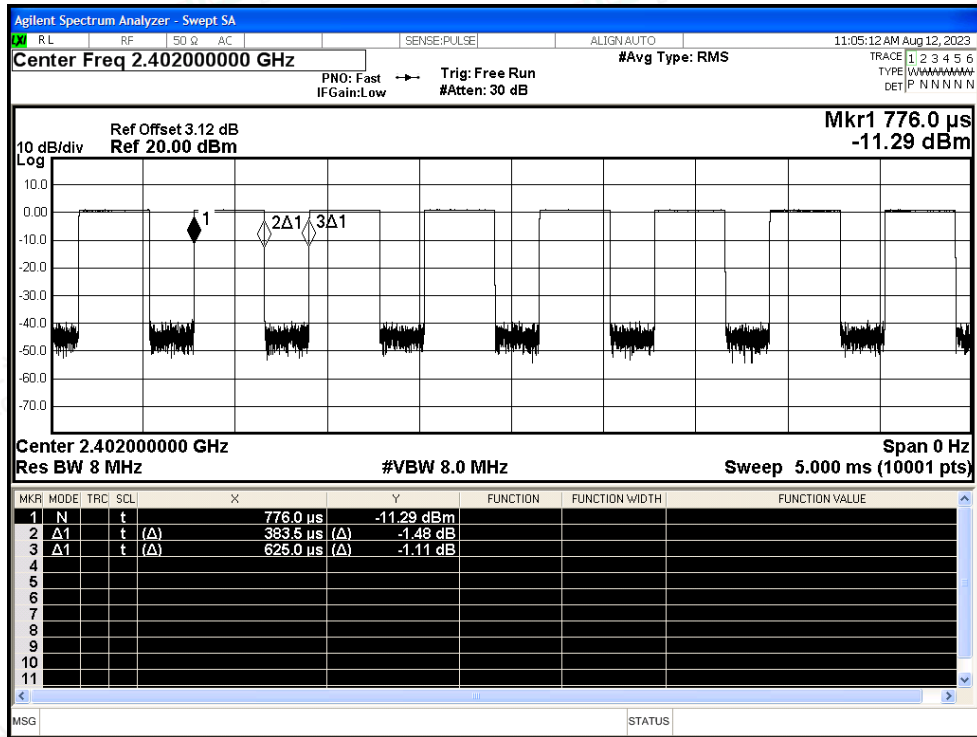 Agilent Spectrum Analyzer - Swept SA
LXI RL RF 50 Ω AC SENSE:PULSE ALIGN AUTO 11:05:12 AM Aug 12, 2023
Center Freq 2.402000000 GHz
PNO: Fast
IFGain:Low
Trig: Free Run
#Atten: 30 dB
#Avg Type: RMS
TRACE 1 2 3 4 5 6
TYPE WWWWWW
DET P N N N N N
Mkr1 776.0 µs
-11.29 dBm
Ref Offset 3.12 dB
10 dB/div Ref 20.00 dBm
Log
10.0
0.00
-10.0
-20.0
-30.0
-40.0
-50.0
-60.0
-70.0
1 2Δ1 3Δ1
Center 2.402000000 GHz Span 0 Hz
Res BW 8 MHz #VBW 8.0 MHz Sweep 5.000 ms (10001 pts)
MKR MODE TRC SCL X Y FUNCTION FUNCTION WIDTH FUNCTION VALUE
1 N t 776.0 µs -11.29 dBm
2 Δ1 t (Δ) 383.5 µs (Δ) -1.48 dB
3 Δ1 t (Δ) 625.0 µs (Δ) -1.11 dB
4
5
6
7
8
9
10
11
MSG STATUS